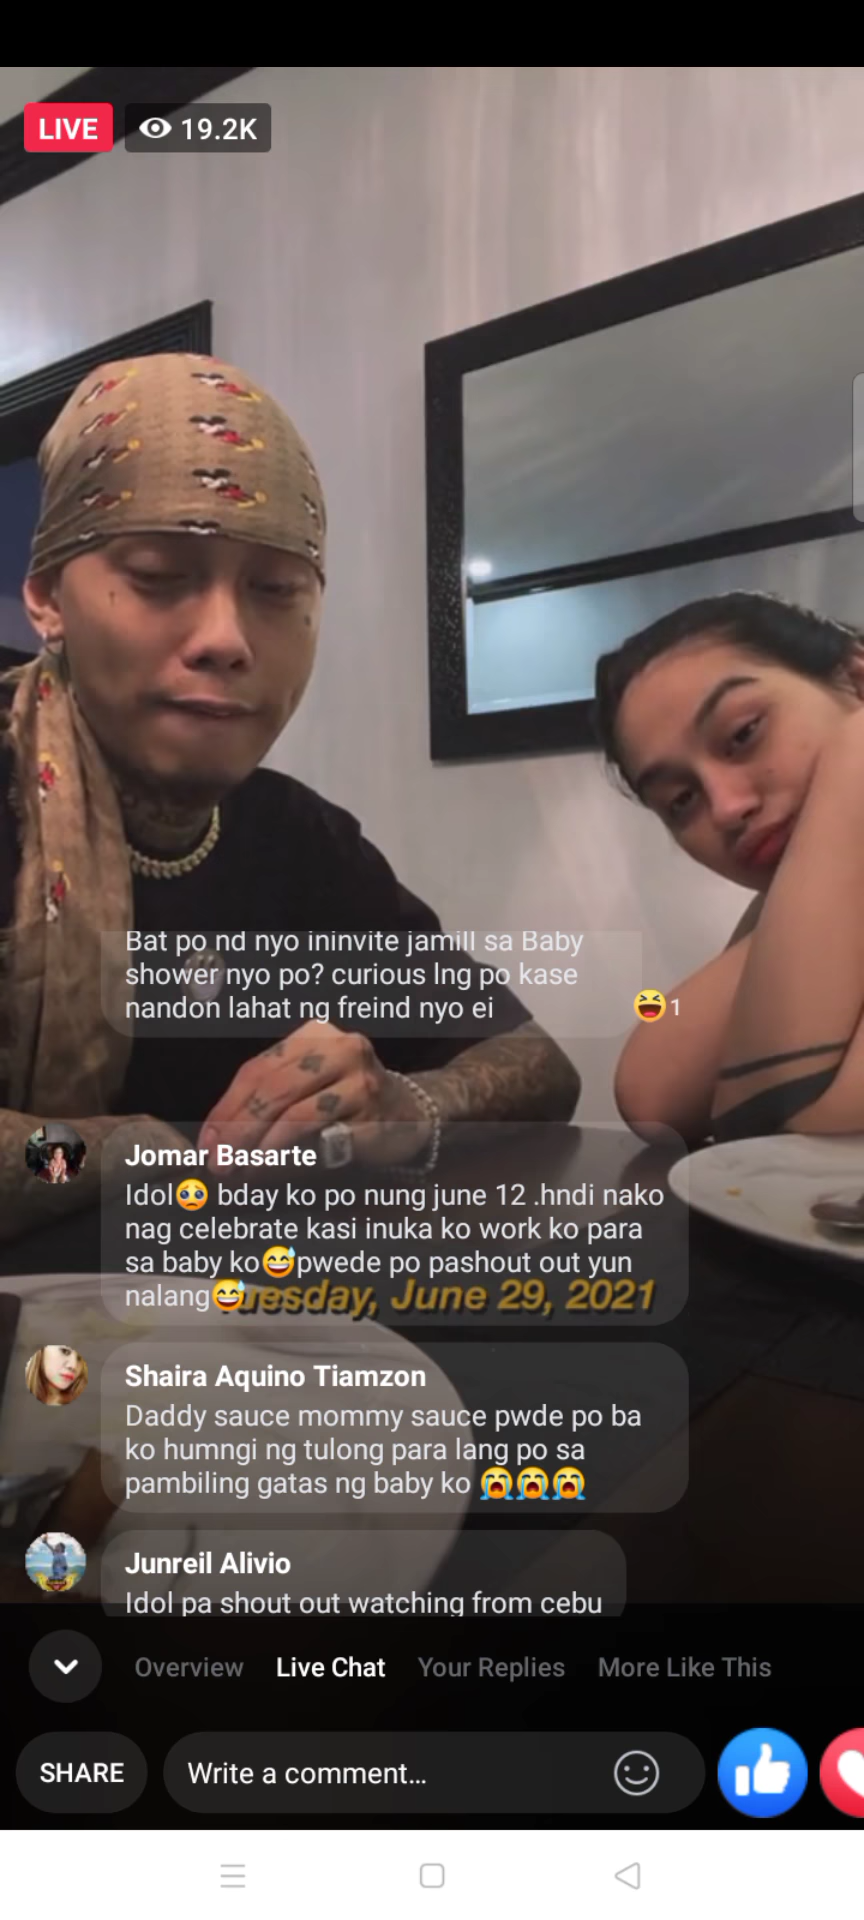 LIVE
19.2K
Bat po nd nyo ininvite jamill sa Baby
shower nyo po? curious lng po kase
nandon lahat ng freind nyo ei
😆 1
Jomar Basarte
Idol🥺 bday ko po nung june 12 .hndi nako
nag celebrate kasi inuka ko work ko para
sa baby ko😅pwede po pashout out yun
nalang😅
uesday, June 29, 2021
Shaira Aquino Tiamzon
Daddy sauce mommy sauce pwde po ba
ko humngi ng tulong para lang po sa
pambiling gatas ng baby ko 😭😭😭
Junreil Alivio
Idol pa shout out watching from cebu
Overview Live Chat Your Replies More Like This
SHARE Write a comment...